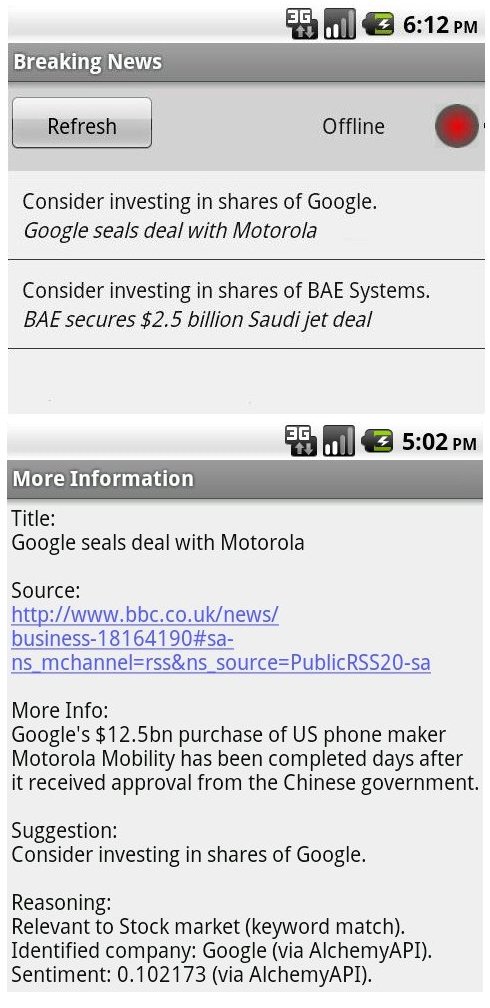 3G 6:12 PM
Breaking News
Refresh Offline
Consider investing in shares of Google.
Google seals deal with Motorola
Consider investing in shares of BAE Systems.
BAE secures $2.5 billion Saudi jet deal
3G 5:02 PM
More Information
Title:
Google seals deal with Motorola
Source:
http://www.bbc.co.uk/news/
business-18164190#sa-
ns_mchannel=rss&ns_source=PublicRSS20-sa
More Info:
Google's $12.5bn purchase of US phone maker
Motorola Mobility has been completed days after
it received approval from the Chinese government.
Suggestion:
Consider investing in shares of Google.
Reasoning:
Relevant to Stock market (keyword match).
Identified company: Google (via AlchemyAPI).
Sentiment: 0.102173 (via AlchemyAPI).